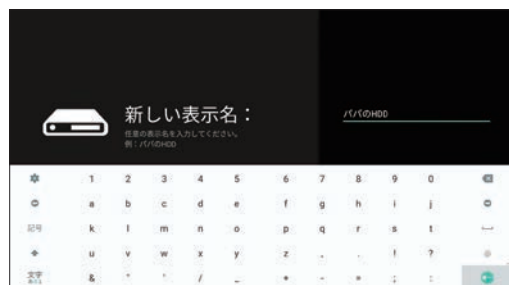 新しい表示名：
任意の表示名を入力してください。
例：パパのHDD
パパのHDD
1 2 3 4 5 6 7 8 9 0
a b c d e f g h i j
記号 k l m n o p q r s t
u v w x y z ! ?
文字
& /